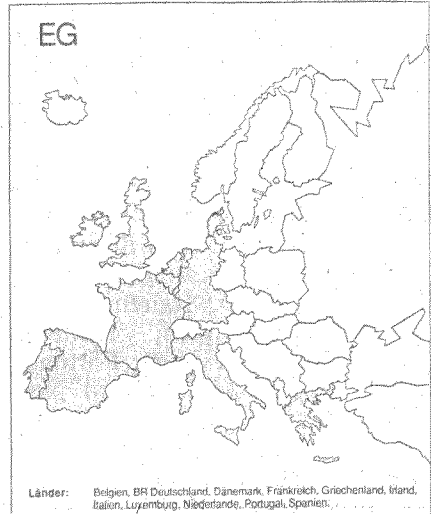 EG
Länder: Belgien, BR Deutschland, Dänemark, Frankreich, Griechenland, Irland,
Italien, Luxemburg, Niederlande, Portugal, Spanien.